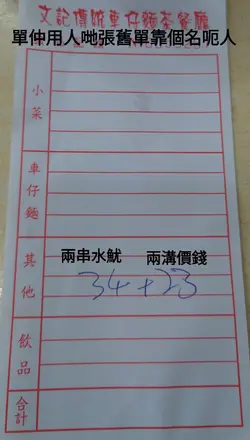 文記傳統車仔麵茶餐廳
單仲用人哋張舊單靠個名呃人
小菜
車仔麵
其他
兩串水魷 兩溝價錢
34+23
飲品
合計